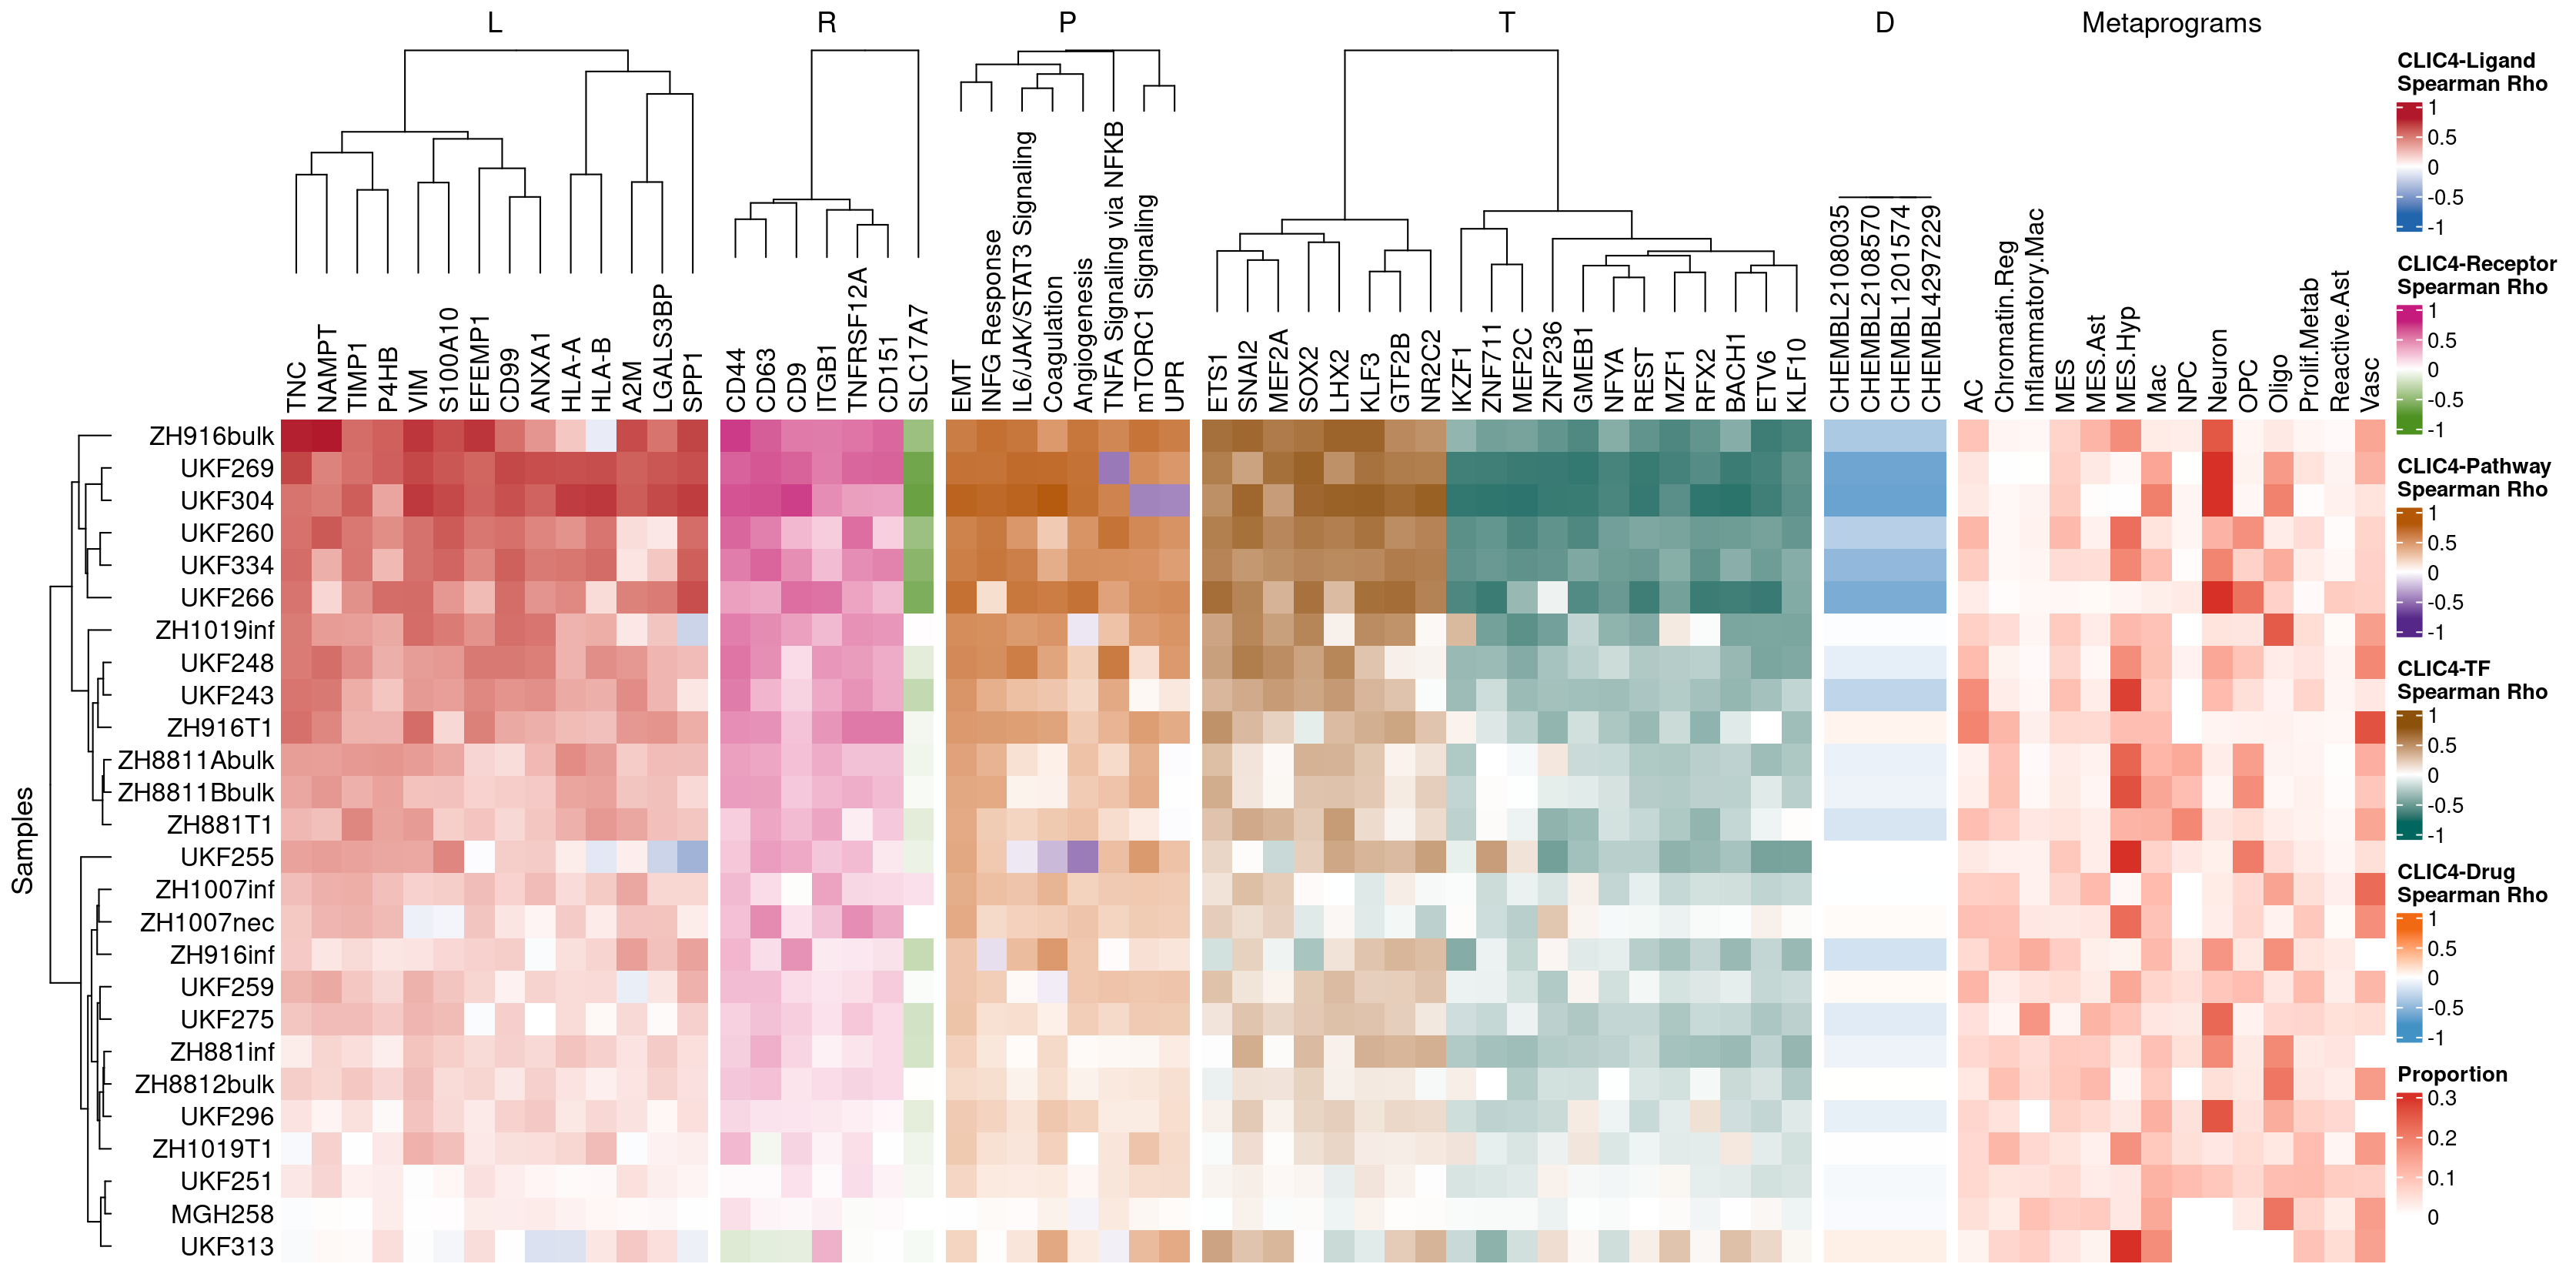 L R P T D Metaprograms
TNC
NAMPT
TIMP1
P4HB
VIM
S100A10
EFEMP1
CD99
ANXA1
HLA-A
HLA-B
A2M
LGALS3BP
SPP1
CD44
CD63
CD9
ITGB1
TNFRSF12A
CD151
SLC17A7
EMT
INFG Response
IL6/JAK/STAT3 Signaling
Coagulation
Angiogenesis
TNFA Signaling via NFKB
mTORC1 Signaling
UPR
ETS1
SNAI2
MEF2A
SOX2
LHX2
KLF3
GTF2B
NR2C2
IKZF1
ZNF711
MEF2C
ZNF236
GMEB1
NFYA
REST
MZF1
RFX2
BACH1
ETV6
KLF10
CHEMBL2108035
CHEMBL2108570
CHEMBL1201574
CHEMBL4297229
AC
Chromatin.Reg
Inflammatory.Mac
MES
MES.Ast
MES.Hyp
Mac
NPC
Neuron
OPC
Oligo
Prolif.Metab
Reactive.Ast
Vasc
Samples
ZH916bulk
UKF269
UKF304
UKF260
UKF334
UKF266
ZH1019inf
UKF248
UKF243
ZH916T1
ZH8811Abulk
ZH8811Bbulk
ZH881T1
UKF255
ZH1007inf
ZH1007nec
ZH916inf
UKF259
UKF275
ZH881inf
ZH8812bulk
UKF296
ZH1019T1
UKF251
MGH258
UKF313
CLIC4-Ligand
Spearman Rho
1
0.5
0
-0.5
-1
CLIC4-Receptor
Spearman Rho
1
0.5
0
-0.5
-1
CLIC4-Pathway
Spearman Rho
1
0.5
0
-0.5
-1
CLIC4-TF
Spearman Rho
1
0.5
0
-0.5
-1
CLIC4-Drug
Spearman Rho
1
0.5
0
-0.5
-1
Proportion
0.3
0.2
0.1
0